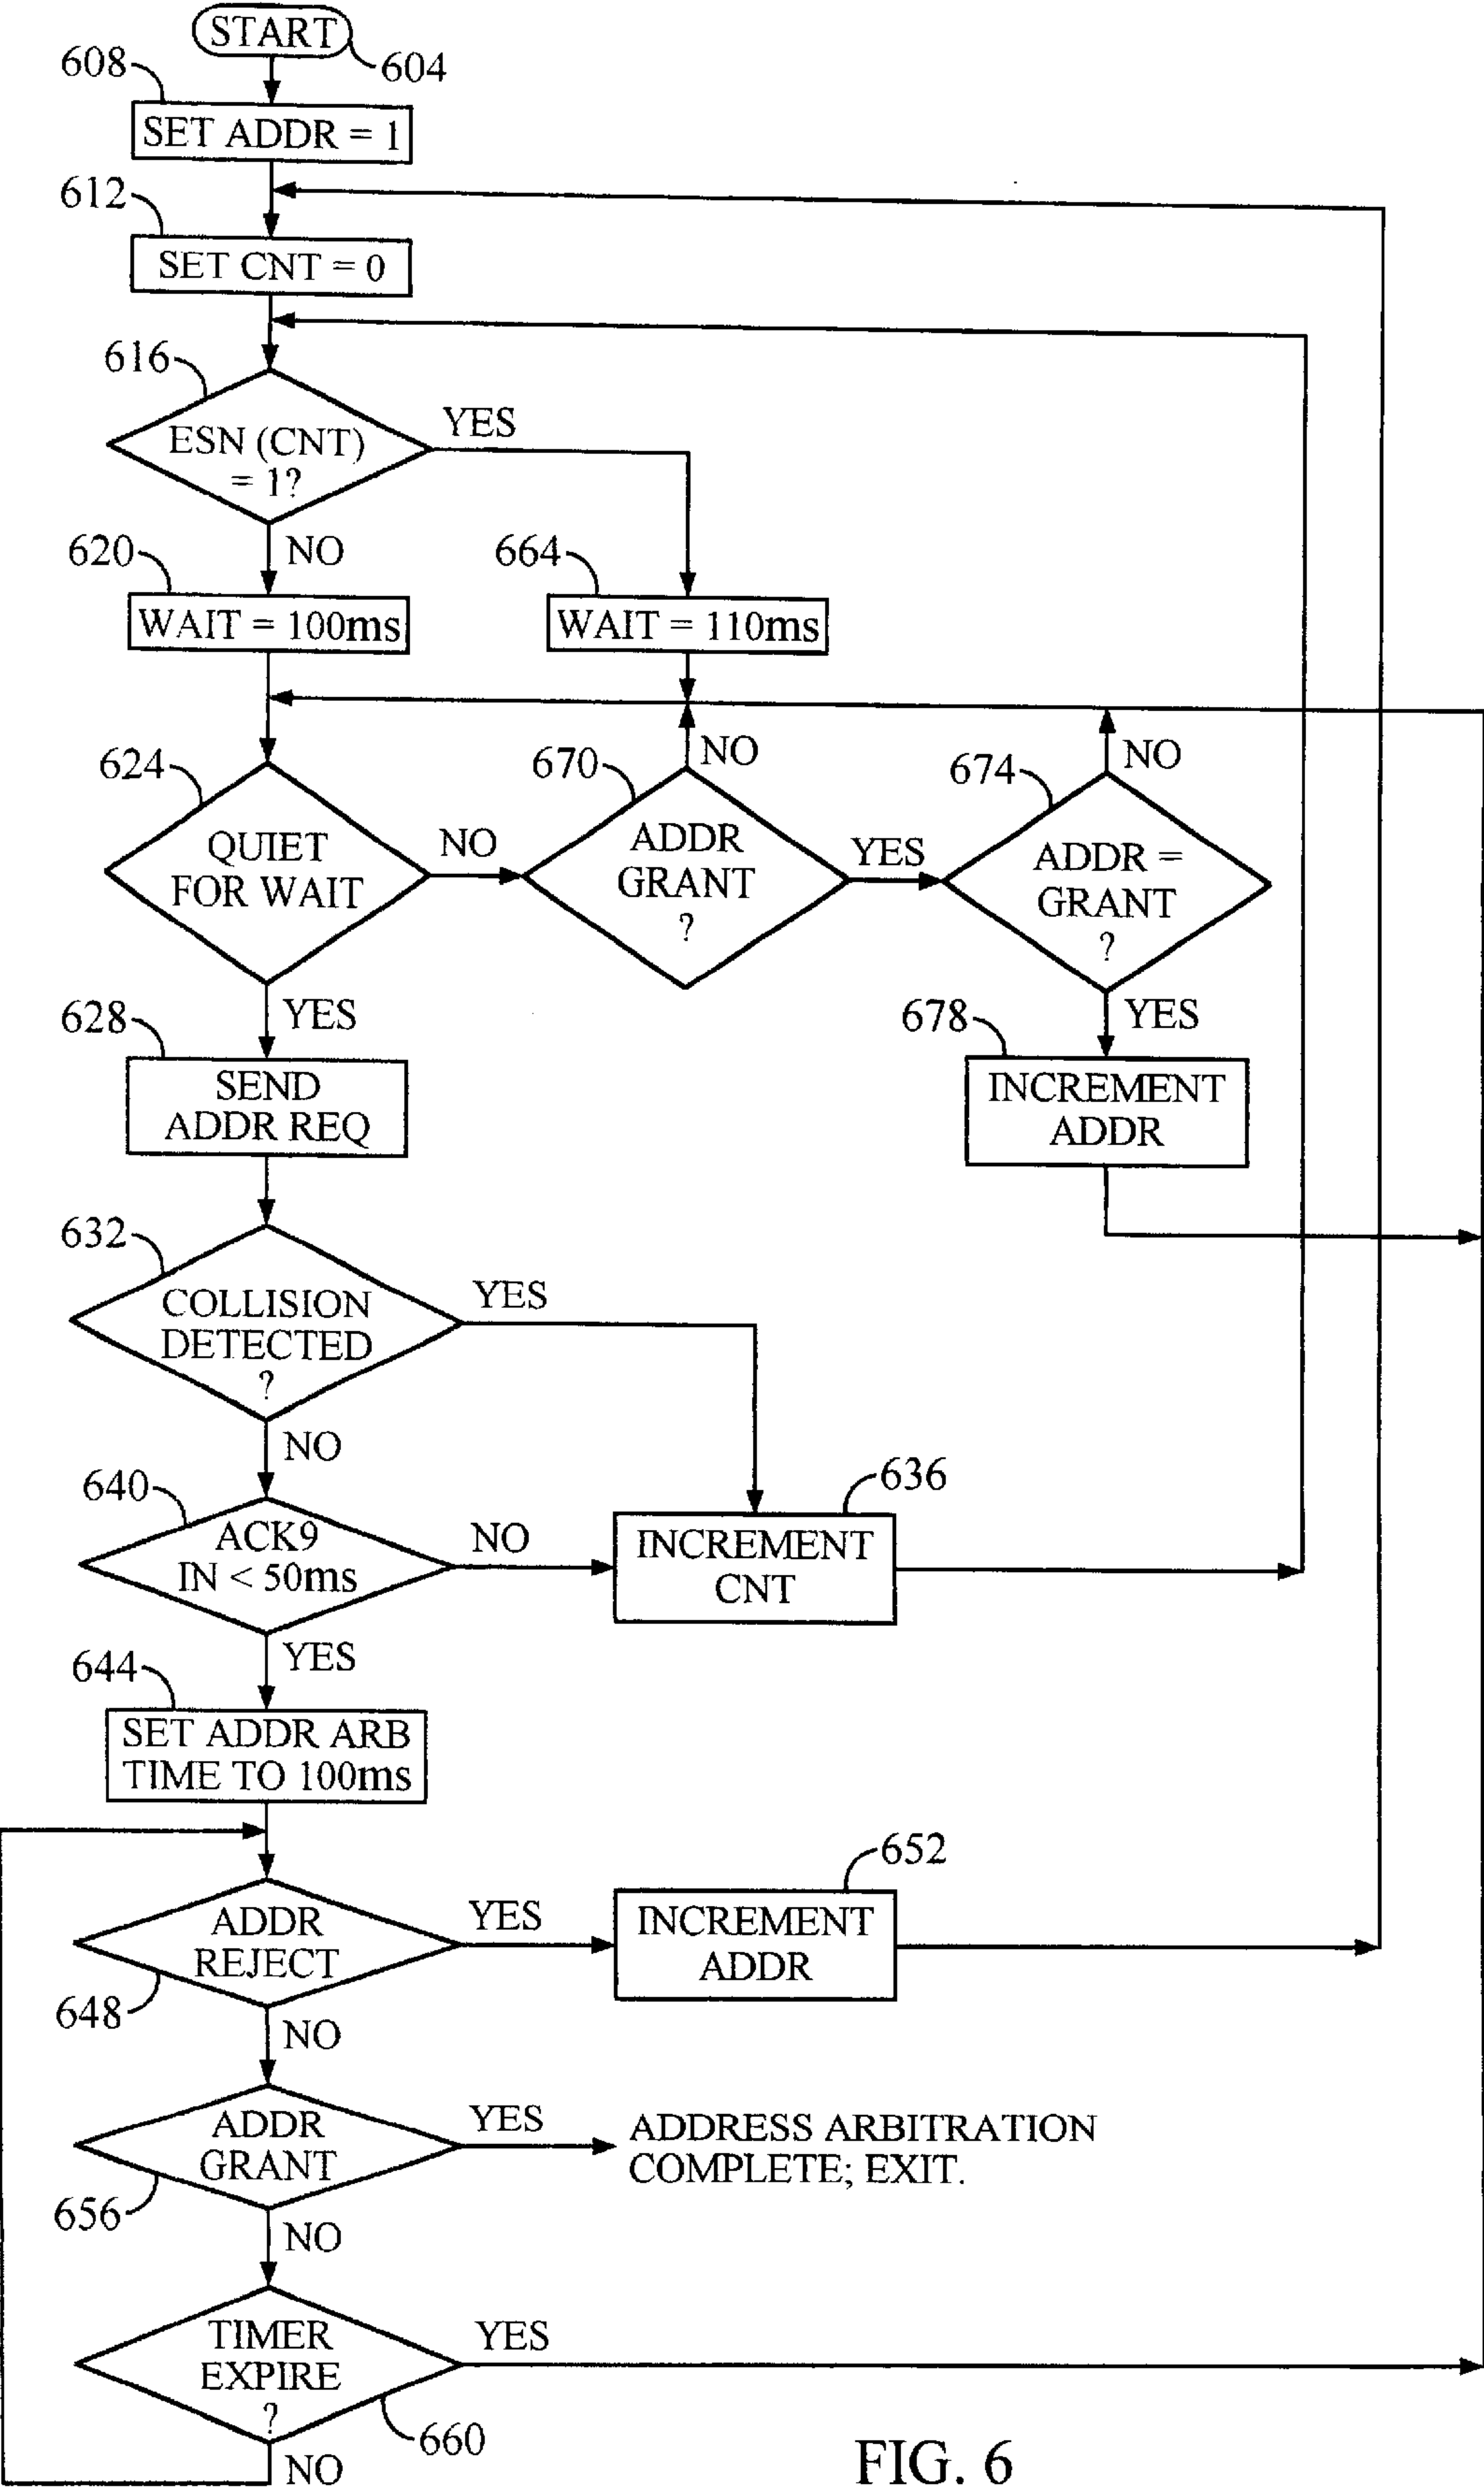 START
604
608
SET ADDR = 1
612
SET CNT = 0
616
ESN (CNT)
= 1?
YES
NO
620
WAIT = 100ms
664
WAIT = 110ms
624
QUIET
FOR WAIT
NO
YES
670
ADDR
GRANT
?
NO
YES
674
ADDR =
GRANT
?
NO
YES
678
INCREMENT
ADDR
628
SEND
ADDR REQ
632
COLLISION
DETECTED
?
YES
NO
640
ACK9
IN < 50ms
NO
YES
636
INCREMENT
CNT
644
SET ADDR ARB
TIME TO 100ms
648
ADDR
REJECT
YES
NO
652
INCREMENT
ADDR
656
ADDR
GRANT
YES
NO
ADDRESS ARBITRATION
COMPLETE; EXIT.
TIMER
EXPIRE
?
YES
660
NO
FIG. 6